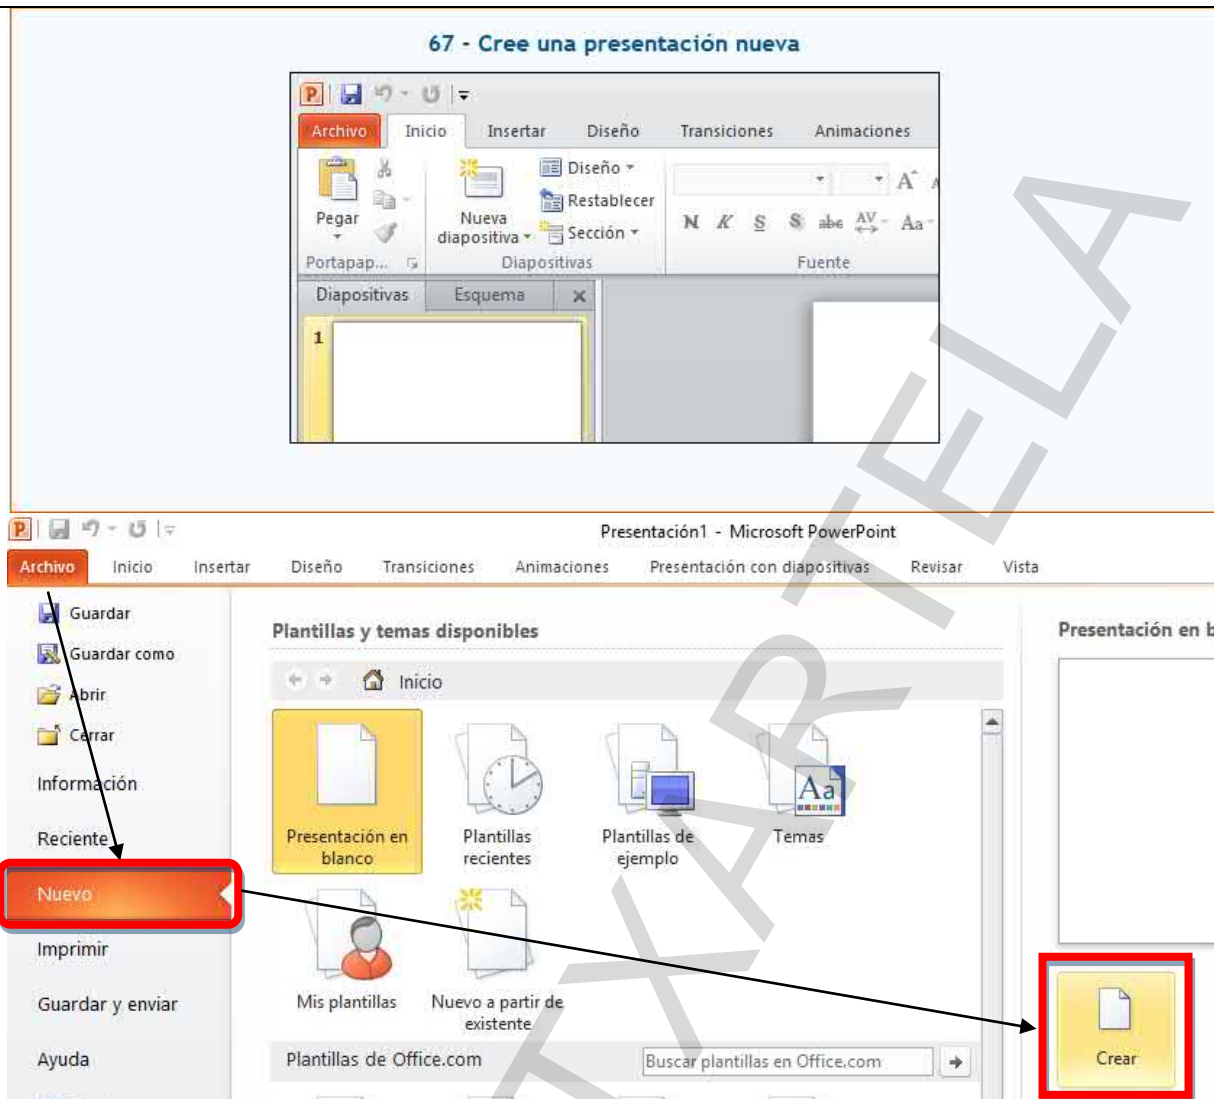 67 - Cree una presentación nueva
Archivo Inicio Insertar Diseño Transiciones Animaciones
Diseño
Restablecer
Sección
Pegar
Nueva
diapositiva
N K S S abe AV Aa
Portapap... Diapositivas Fuente
Diapositivas Esquema
1
Presentación1 - Microsoft PowerPoint
Archivo Inicio Insertar Diseño Transiciones Animaciones Presentación con diapositivas Revisar Vista
Guardar
Guardar como
Abrir
Cerrar
Información
Reciente
Nuevo
Imprimir
Guardar y enviar
Ayuda
Plantillas y temas disponibles
Inicio
Presentación en
blanco
Plantillas
recientes
Plantillas de
ejemplo
Temas
Mis plantillas
Nuevo a partir de
existente
Plantillas de Office.com
Buscar plantillas en Office.com
Presentación en b
Crear
TXARTELA